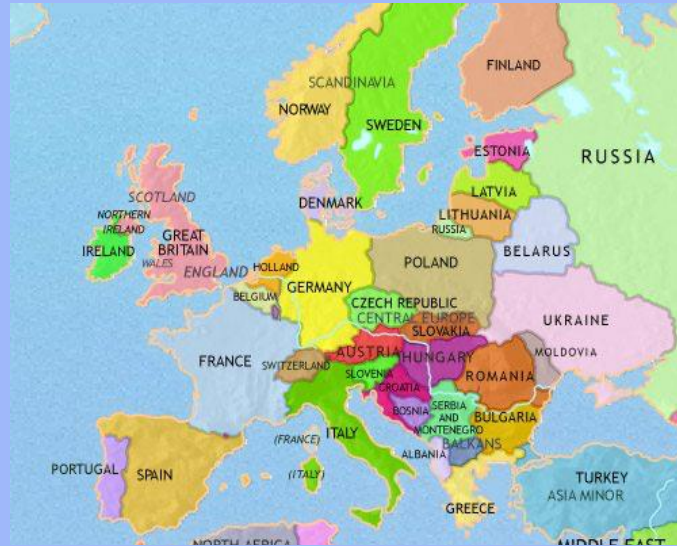 FINLAND
SCANDINAVIA
NORWAY
SWEDEN
ESTONIA
RUSSIA
LATVIA
SCOTLAND
DENMARK
LITHUANIA
NORTHERN
IRELAND
RUSSIA
IRELAND
GREAT
BRITAIN
BELARUS
WALES
ENGLAND
HOLLAND
POLAND
GERMANY
BELGIUM
CZECH REPUBLIC
CENTRAL EUROPE
UKRAINE
SLOVAKIA
FRANCE
SWITZERLAND
AUSTRIA
HUNGARY
MOLDOVIA
SLOVENIA
ROMANIA
CROATIA
BOSNIA
SERBIA
AND
MONTENEGRO
BULGARIA
ITALY
(FRANCE)
BALKANS
ALBANIA
PORTUGAL
SPAIN
(ITALY)
TURKEY
ASIA MINOR
GREECE
NORTH AFRICA
MIDDLE EAST